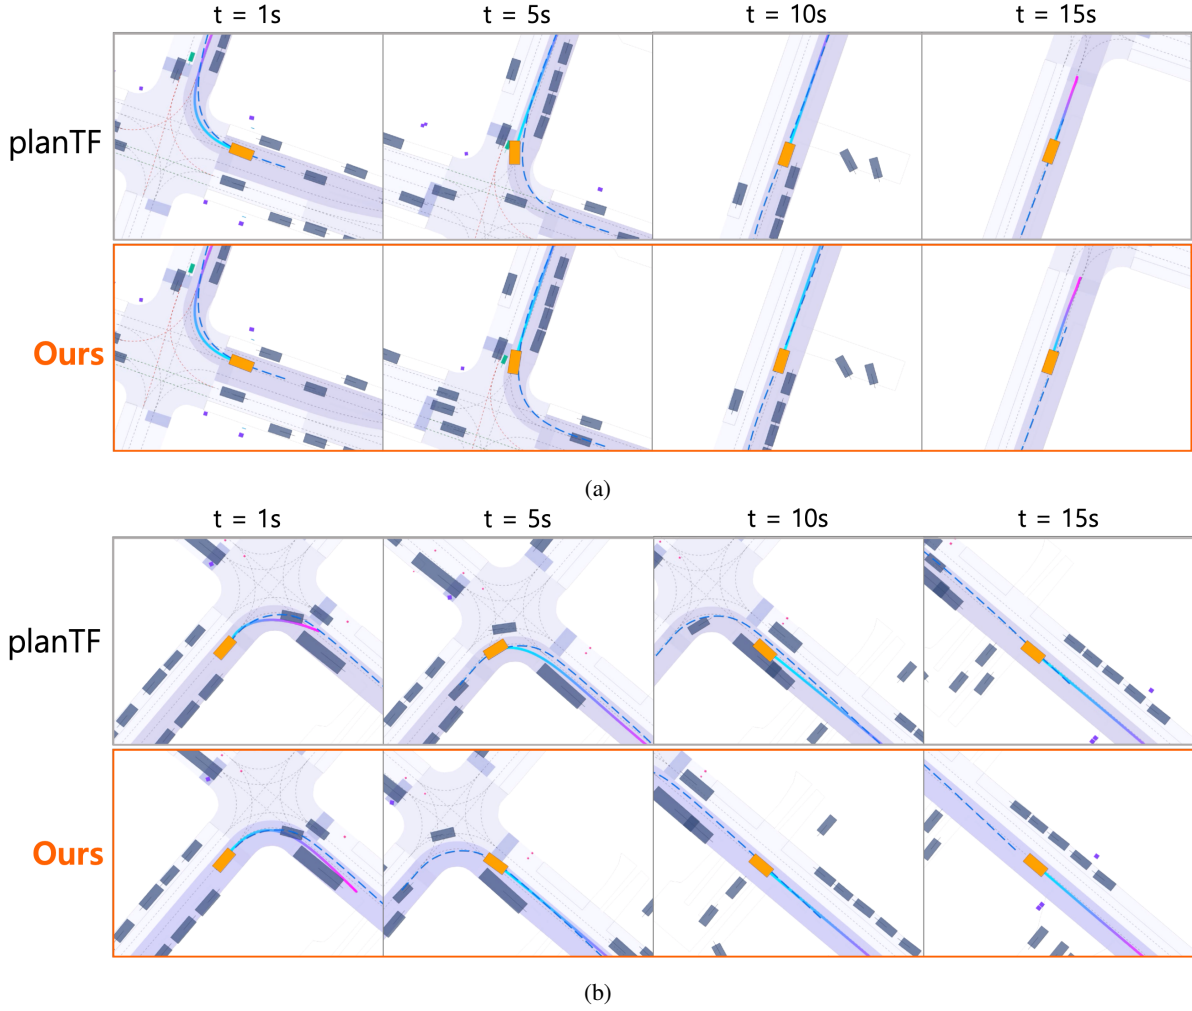 t = 1s t = 5s t = 10s t = 15s
planTF
Ours
(a)
t = 1s t = 5s t = 10s t = 15s
planTF
Ours
(b)